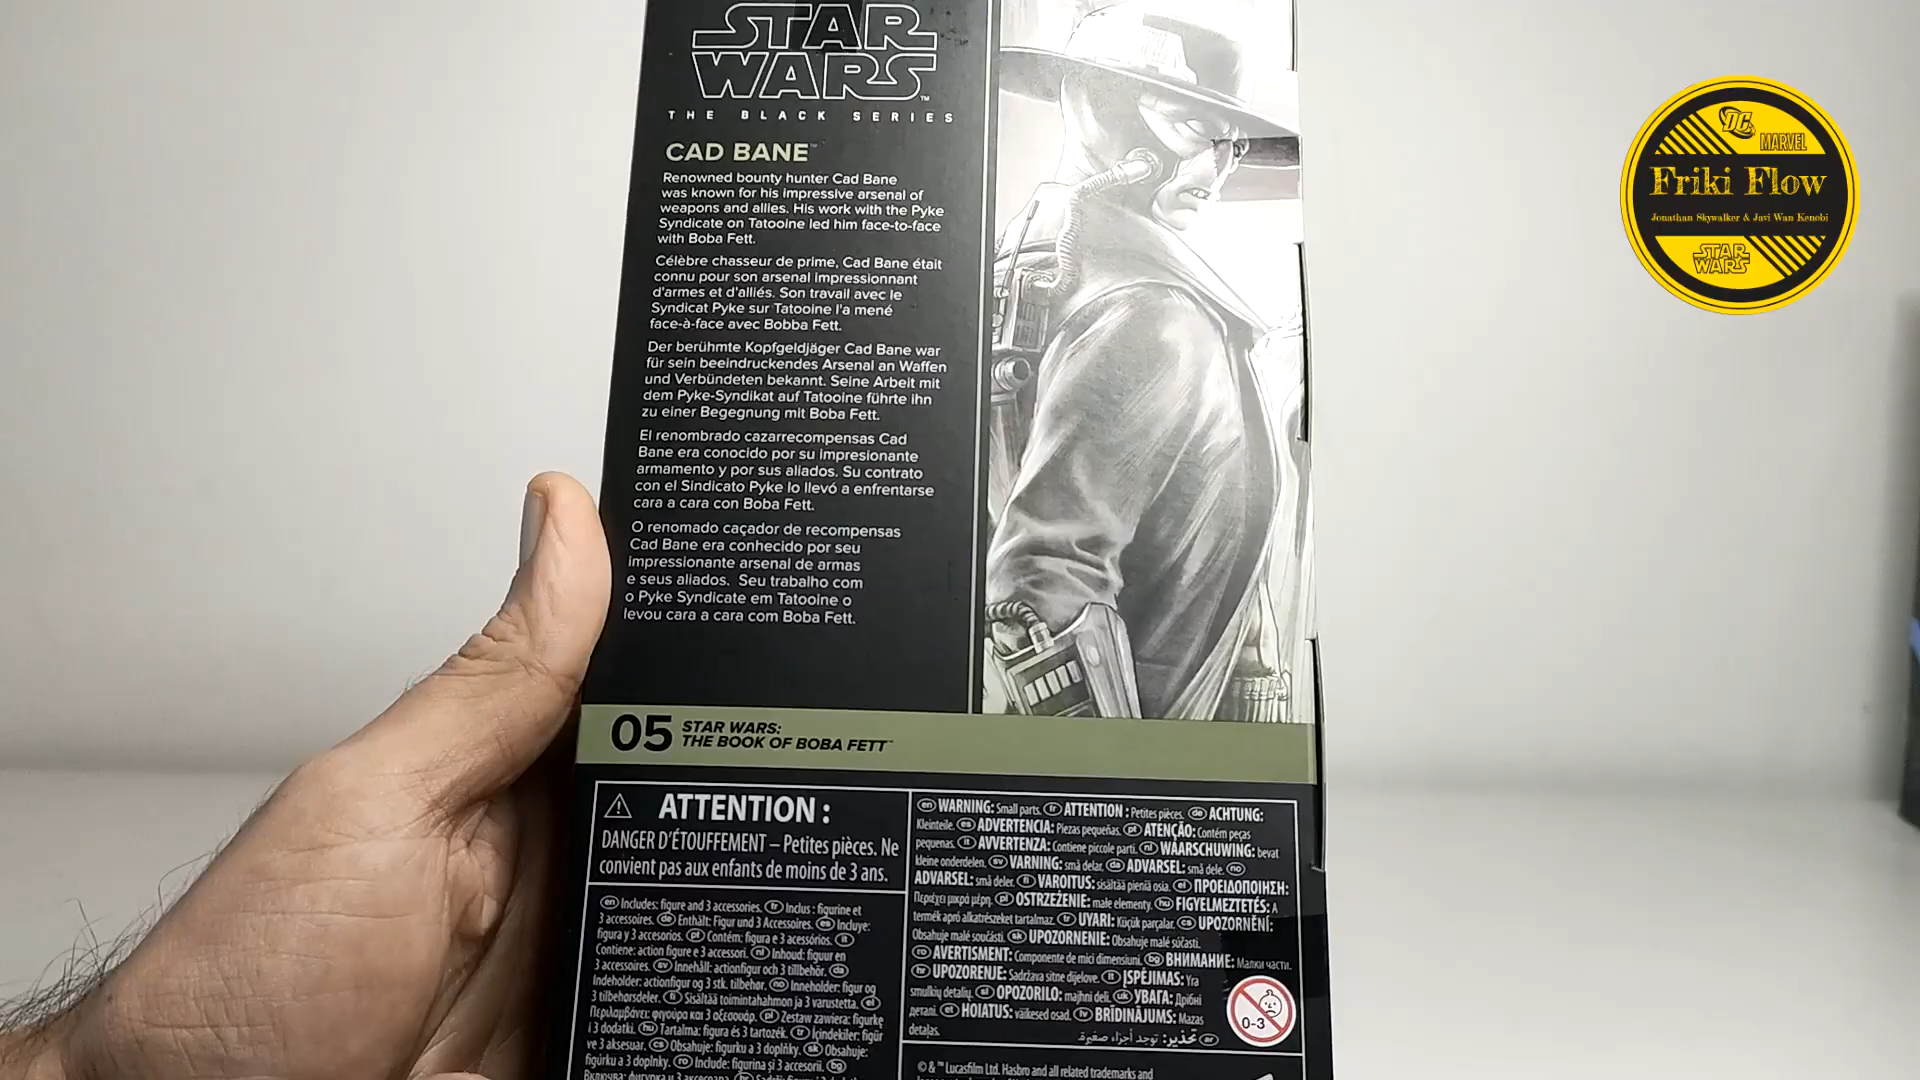 STAR
WARS™
THE BLACK SERIES
CAD BANE™
Renowned bounty hunter Cad Bane
was known for his impressive arsenal of
weapons and allies. His work with the Pyke
Syndicate on Tatooine led him face-to-face
with Boba Fett.
Célèbre chasseur de prime, Cad Bane était
connu pour son arsenal impressionnant
d'armes et d'alliés. Son travail avec le
Syndicat Pyke sur Tatooine l'a mené
face-à-face avec Bobba Fett.
Der berühmte Kopfgeldjäger Cad Bane war
für sein beeindruckendes Arsenal an Waffen
und Verbündeten bekannt. Seine Arbeit mit
dem Pyke-Syndikat auf Tatooine führte ihn
zu einer Begegnung mit Boba Fett.
El renombrado cazarrecompensas Cad
Bane era conocido por su impresionante
armamento y por sus aliados. Su contrato
con el Sindicato Pyke lo llevó a enfrentarse
cara a cara con Boba Fett.
O renomado caçador de recompensas
Cad Bane era conhecido por seu
impressionante arsenal de armas
e seus aliados. Seu trabalho com
o Pyke Syndicate em Tatooine o
levou cara a cara com Boba Fett.
05 STAR WARS:
THE BOOK OF BOBA FETT™
ATTENTION :
DANGER D'ÉTOUFFEMENT – Petites pièces. Ne
convient pas aux enfants de moins de 3 ans.
en Includes: figure and 3 accessories. fr Inclus : figurine et
3 accessoires. de Enthält: Figur und 3 Accessoires. es Incluye:
figura y 3 accesorios. pt Contém: figura e 3 acessórios. it
Contiene: action figure e 3 accessori. nl Inhoud: figuur en
3 accessoires. sv Innehåll: actionfigur och 3 tillbehör. da
Indeholder: actionfigur og 3 stk. tilbehør. no Inneholder: figur og
3 tilbehørsdeler. fi Sisältää toimintahahmon ja 3 varustetta. el
Περιλαμβάνει: φιγούρα και 3 αξεσουάρ. pl Zestaw zawiera: figurkę
i 3 dodatki. hu Tartalma: figura és 3 tartozék. tr İçindekiler: figür
ve 3 aksesuar. cs Obsahuje: figurku a 3 doplňky. sk Obsahuje:
figúrku a 3 doplnky. ro Include: figurina și 3 accesorii. bg
Включва: фигурка и 3 аксесоара.
en WARNING: Small parts. fr ATTENTION : Petites pièces. de ACHTUNG:
Kleinteile. es ADVERTENCIA: Piezas pequeñas. pt ATENÇÃO: Contém peças
pequenas. it AVVERTENZA: Contiene piccole parti. nl WAARSCHUWING: bevat
kleine onderdelen. sv VARNING: små delar. da ADVARSEL: små dele. no
ADVARSEL: små deler. fi VAROITUS: sisältää pieniä osia. el ΠΡΟΕΙΔΟΠΟΙΗΣΗ:
Περιέχει μικρά μέρη. pl OSTRZEŻENIE: małe elementy. hu FIGYELMEZTETÉS: A
termék apró alkatrészeket tartalmaz. tr UYARI: Küçük parçalar. cs UPOZORNĚNÍ:
Obsahuje malé součásti. sk UPOZORNENIE: Obsahuje malé súčasti.
ro AVERTISMENT: Componente de mici dimensiuni. bg ВНИМАНИЕ: Малки части.
hr UPOZORENJE: Sadržava sitne dijelove. lt ĮSPĖJIMAS: Yra
smulkių detalių. sl OPOZORILO: majhni deli. uk УВАГА: Дрібні
деталі. et HOIATUS: väikesed osad. lv BRĪDINĀJUMS: Mazas
detaļas.
ar تحذير: توجد أجزاء صغيرة
0-3
© & ™ Lucasfilm Ltd. Hasbro and all related trademarks and
DC
MARVEL
Friki Flow
Jonathan Skywalker & Javi Wan Kenobi
STAR
WARS